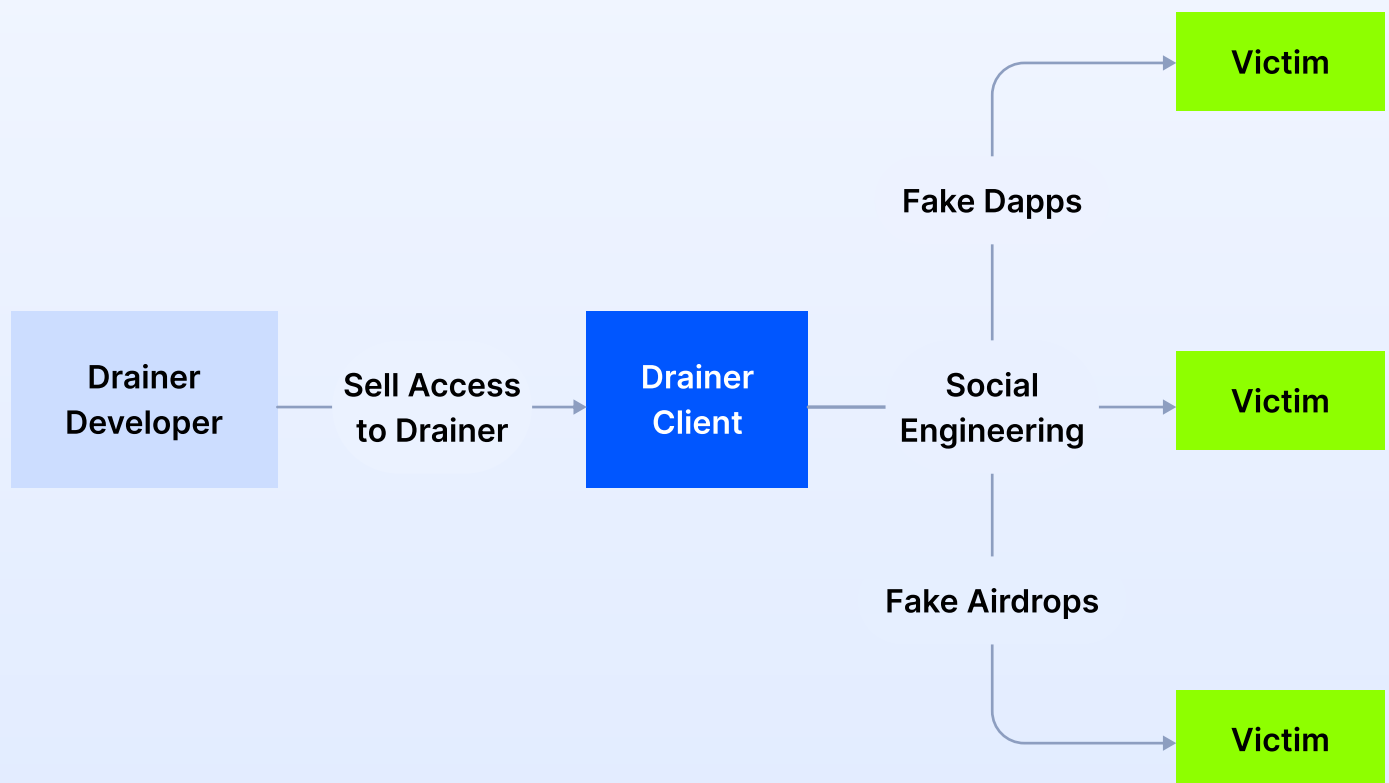 Victim
Fake Dapps
Drainer
Developer
Sell Access
to Drainer
Drainer
Client
Social
Engineering
Victim
Fake Airdrops
Victim